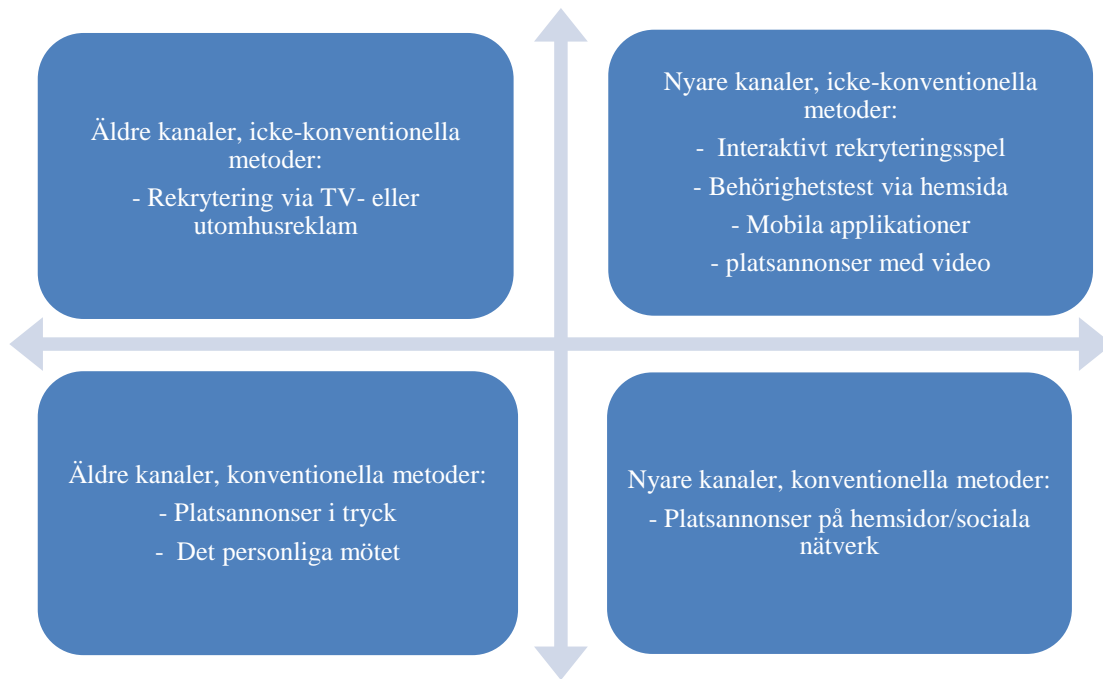 Äldre kanaler, icke-konventionella
metoder:
- Rekrytering via TV- eller
utomhusreklam
Nyare kanaler, icke-konventionella
metoder:
- Interaktivt rekryteringsspel
- Behörighetstest via hemsida
- Mobila applikationer
- platsannonser med video
Äldre kanaler, konventionella metoder:
- Platsannonser i tryck
- Det personliga mötet
Nyare kanaler, konventionella metoder:
- Platsannonser på hemsidor/sociala
nätverk